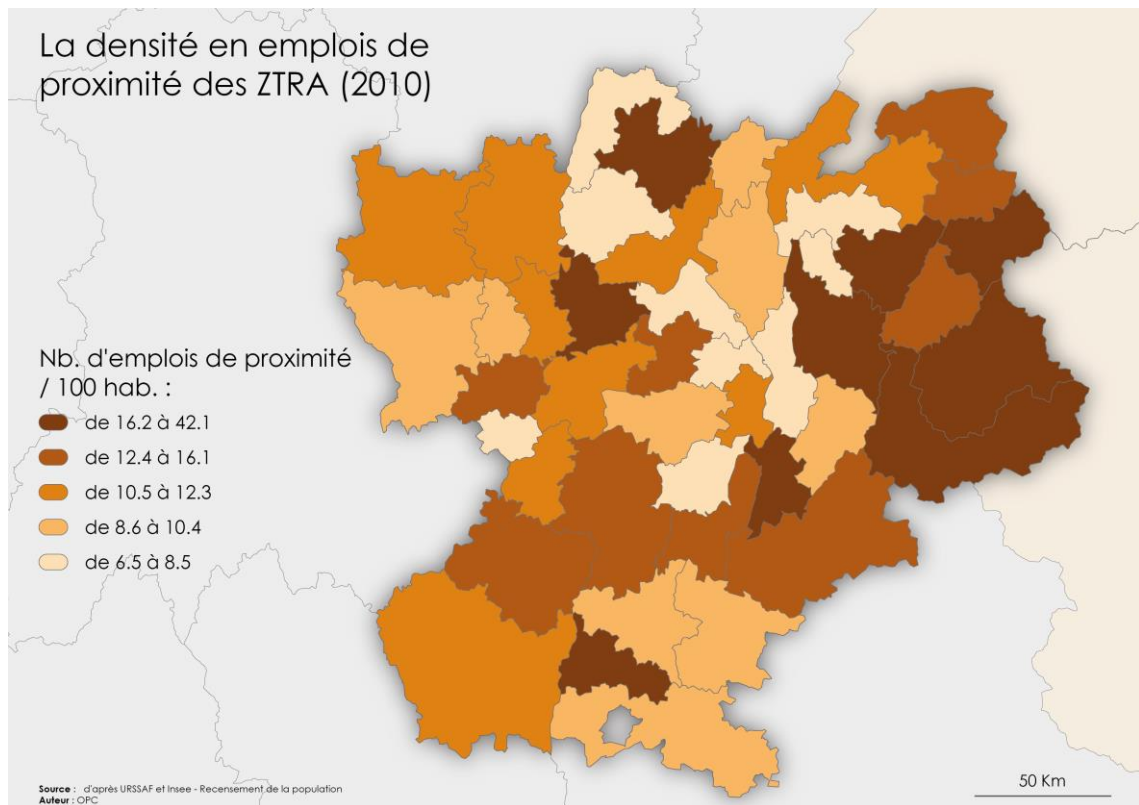 La densité en emplois de
proximité des ZTRA (2010)
Nb. d'emplois de proximité
/ 100 hab. :
de 16.2 à 42.1
de 12.4 à 16.1
de 10.5 à 12.3
de 8.6 à 10.4
de 6.5 à 8.5
Source : d'après URSSAF et Insee - Recensement de la population
Auteur : OPC
50 Km